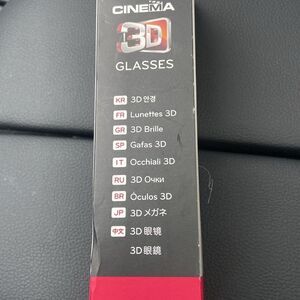 CINEMA
3D
GLASSES
KR 3D 안경
FR Lunettes 3D
GR 3D Brille
SP Gafas 3D
IT Occhiali 3D
RU 3D Очки
BR Óculos 3D
JP 3D メガネ
中文 3D 眼镜
3D 眼鏡